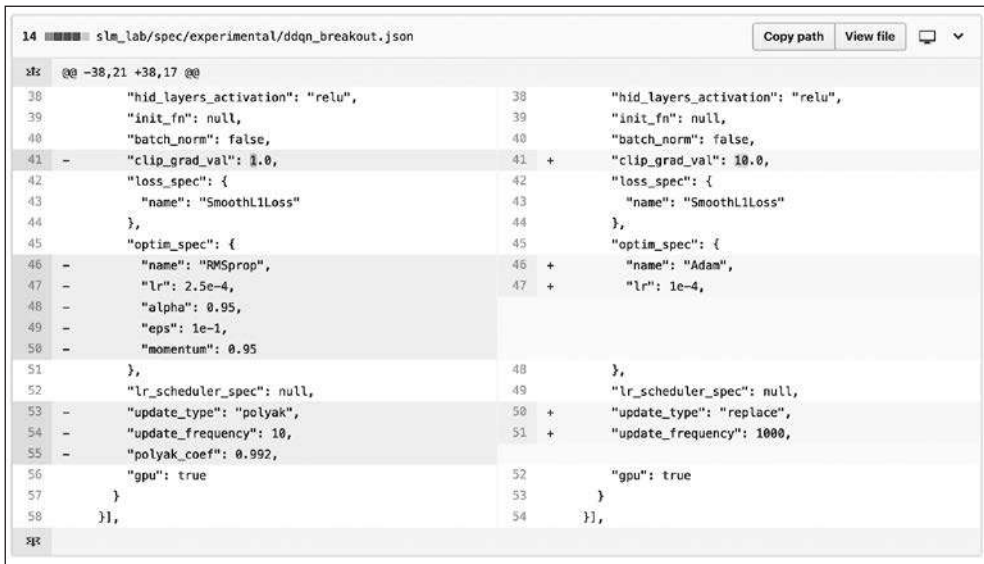 14 slm_lab/spec/experimental/ddqn_breakout.json Copy path View file
@@ -38,21 +38,17 @@
38 "hid_layers_activation": "relu", 38 "hid_layers_activation": "relu",
39 "init_fn": null, 39 "init_fn": null,
40 "batch_norm": false, 40 "batch_norm": false,
41 - "clip_grad_val": 1.0, 41 + "clip_grad_val": 10.0,
42 "loss_spec": { 42 "loss_spec": {
43 "name": "SmoothL1Loss" 43 "name": "SmoothL1Loss"
44 }, 44 },
45 "optim_spec": { 45 "optim_spec": {
46 - "name": "RMSprop", 46 + "name": "Adam",
47 - "lr": 2.5e-4, 47 + "lr": 1e-4,
48 - "alpha": 0.95,
49 - "eps": 1e-1,
50 - "momentum": 0.95
51 }, 48 },
52 "lr_scheduler_spec": null, 49 "lr_scheduler_spec": null,
53 - "update_type": "polyak", 50 + "update_type": "replace",
54 - "update_frequency": 10, 51 + "update_frequency": 1000,
55 - "polyak_coef": 0.992,
56 "gpu": true 52 "gpu": true
57 } 53 }
58 }], 54 }],